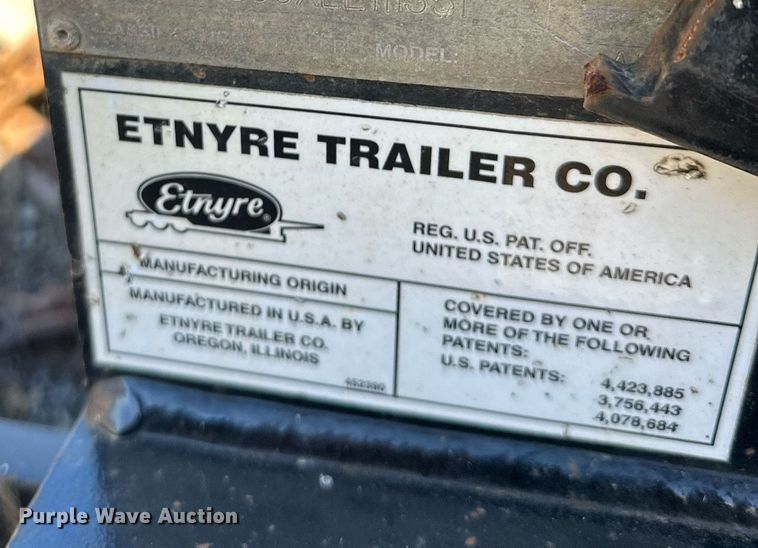 MODEL:
ETNYRE TRAILER CO.
Etnyre®
REG. U.S. PAT. OFF.
UNITED STATES OF AMERICA
MANUFACTURING ORIGIN
MANUFACTURED IN U.S.A. BY
ETNYRE TRAILER CO.
OREGON, ILLINOIS
COVERED BY ONE OR
MORE OF THE FOLLOWING
PATENTS:
U.S. PATENTS:
4,423,885
3,756,443
4,078,684
Purple Wave Auction